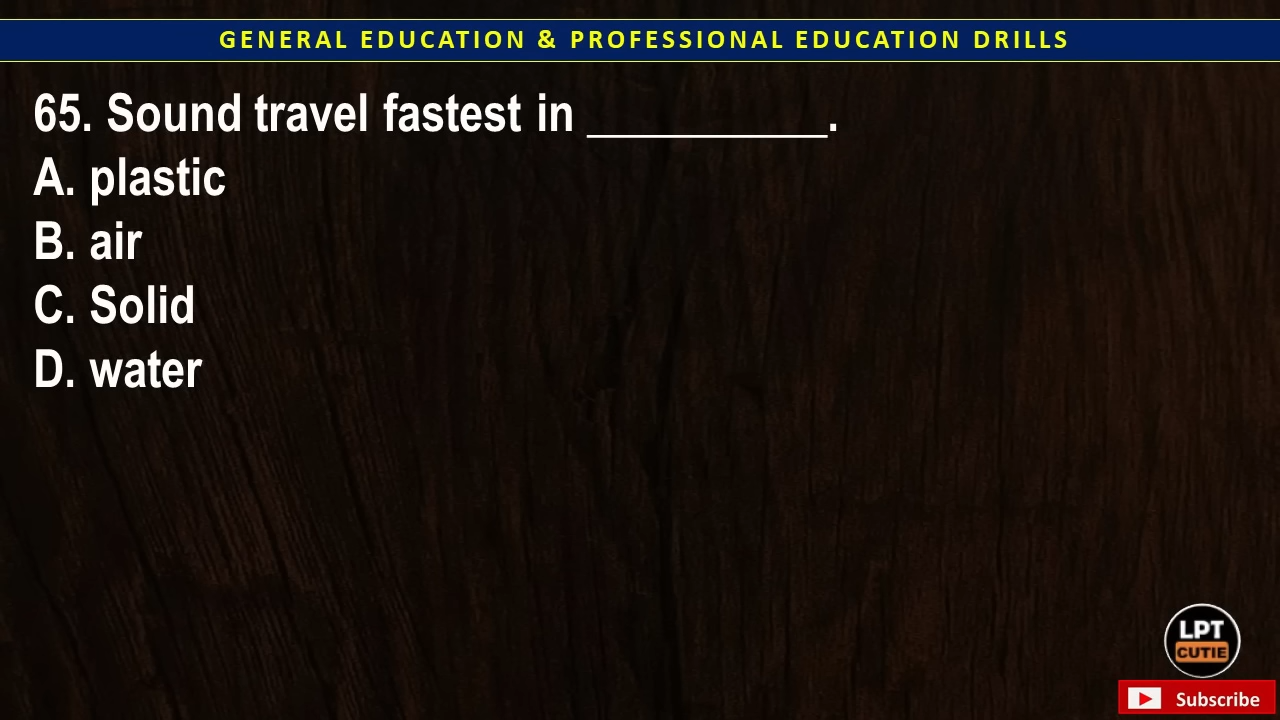 GENERAL EDUCATION & PROFESSIONAL EDUCATION DRILLS
65. Sound travel fastest in __________.
A. plastic
B. air
C. Solid
D. water
LPT
CUTIE
Subscribe